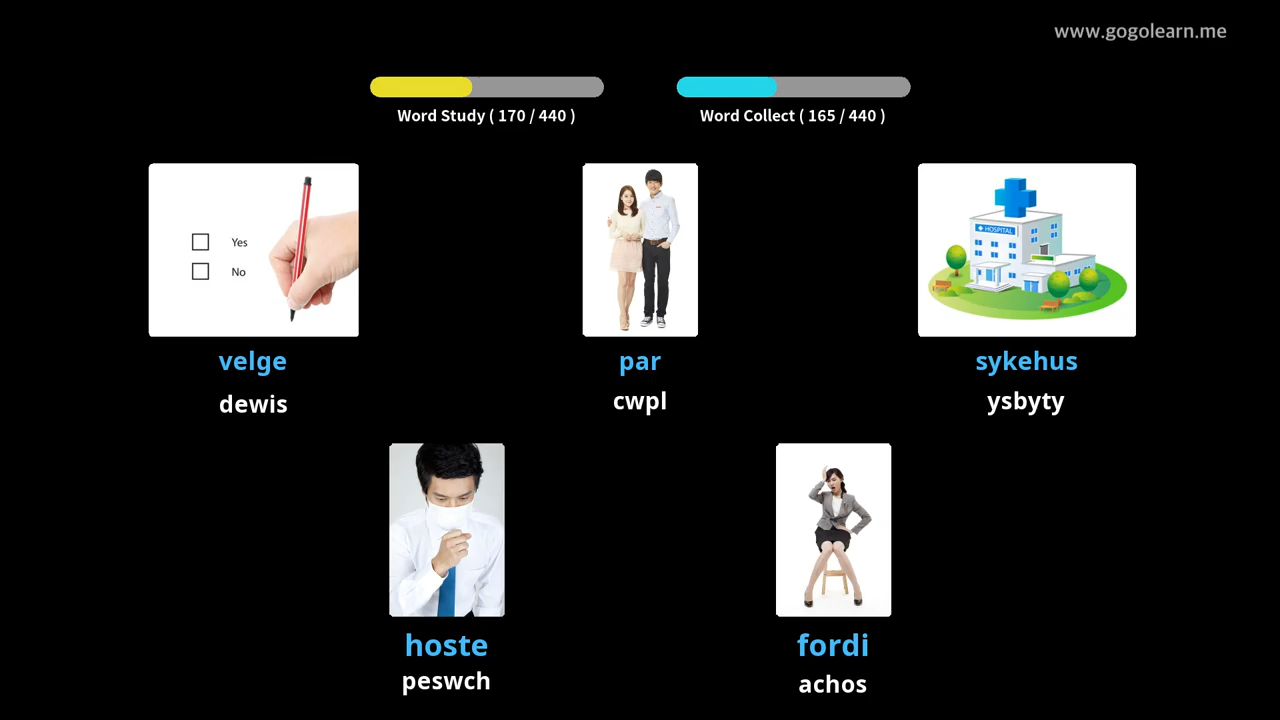 www.gogolearn.me
Word Study ( 170 / 440 )
Word Collect ( 165 / 440 )
Yes
No
HOSPITAL
velge
par
sykehus
dewis
cwpl
ysbyty
hoste
fordi
peswch
achos